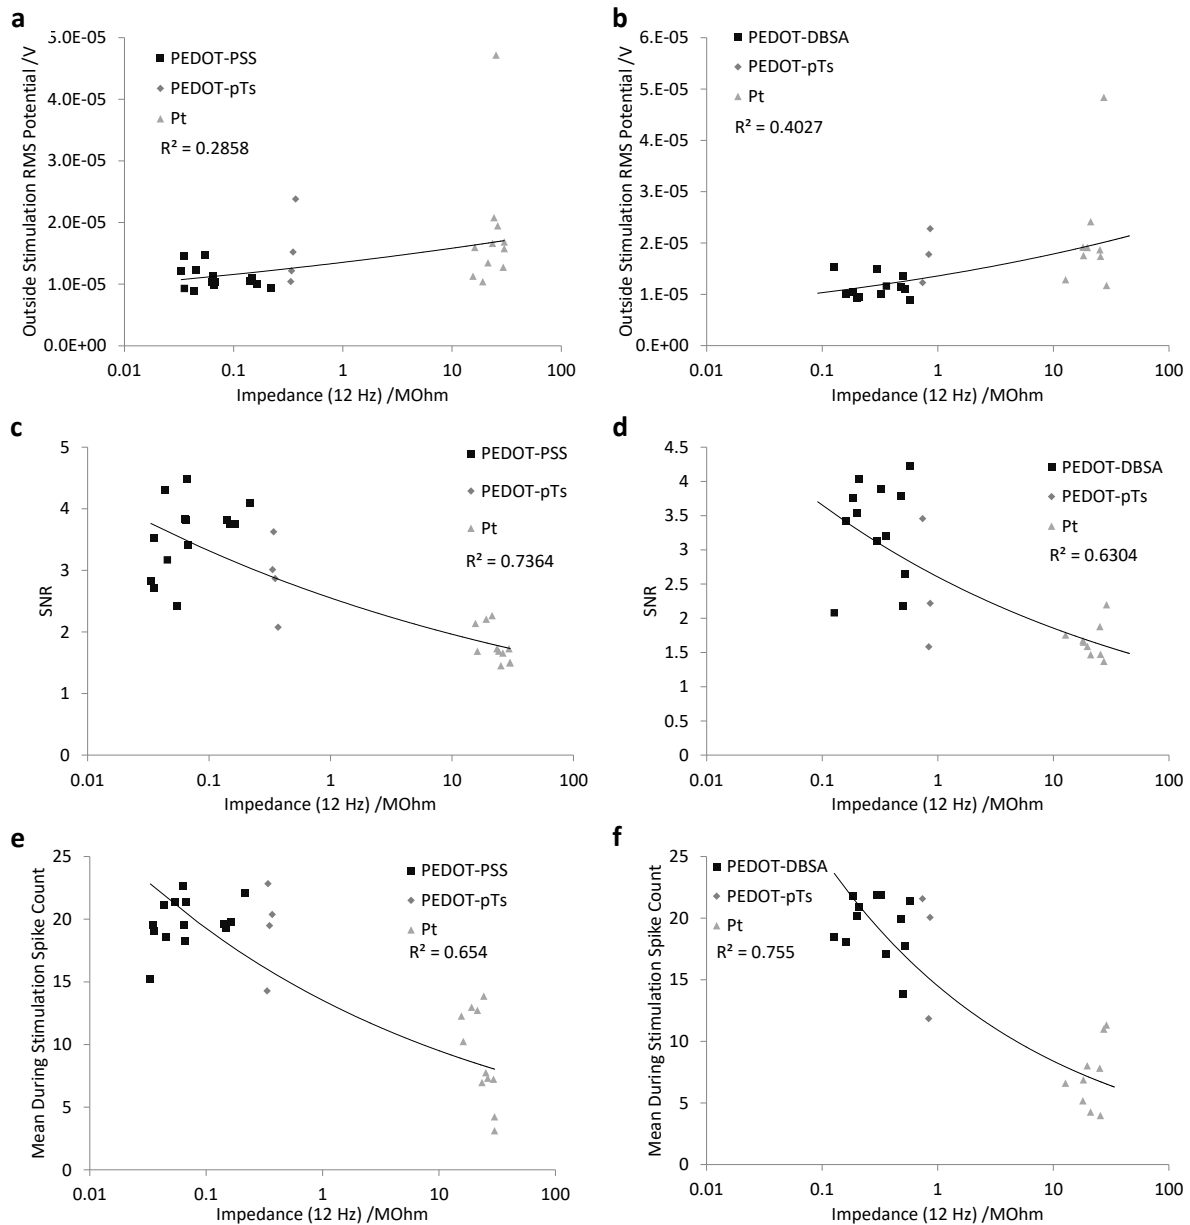 a
Outside Stimulation RMS Potential /V
5.0E-05
4.0E-05
3.0E-05
2.0E-05
1.0E-05
0.0E+00
PEDOT-PSS
PEDOT-pTs
Pt
R² = 0.2858
0.01 0.1 1 10 100
Impedance (12 Hz) /MOhm
b
Outside Stimulation RMS Potential /V
6.E-05
5.E-05
4.E-05
3.E-05
2.E-05
1.E-05
0.E+00
PEDOT-DBSA
PEDOT-pTs
Pt
R² = 0.4027
0.01 0.1 1 10 100
Impedance (12 Hz) /MOhm
c
SNR
5
4
3
2
1
0
PEDOT-PSS
PEDOT-pTs
Pt
R² = 0.7364
0.01 0.1 1 10 100
Impedance (12 Hz) /MOhm
d
SNR
4.5
4
3.5
3
2.5
2
1.5
1
0.5
0
PEDOT-DBSA
PEDOT-pTs
Pt
R² = 0.6304
0.01 0.1 1 10 100
Impedance (12 Hz) /MOhm
e
Mean During Stimulation Spike Count
25
20
15
10
5
0
PEDOT-PSS
PEDOT-pTs
Pt
R² = 0.654
0.01 0.1 1 10 100
Impedance (12 Hz) /MOhm
f
Mean During Stimulation Spike Count
25
20
15
10
5
0
PEDOT-DBSA
PEDOT-pTs
Pt
R² = 0.755
0.01 0.1 1 10 100
Impedance (12 Hz) /MOhm